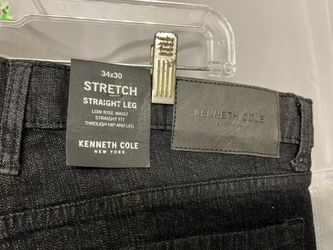 34x30
STRETCH
STRAIGHT LEG
LOW RISE WAIST
STRAIGHT FIT
THROUGH HIP AND LEG
KENNETH COLE
NEW YORK
KENNETH COLE